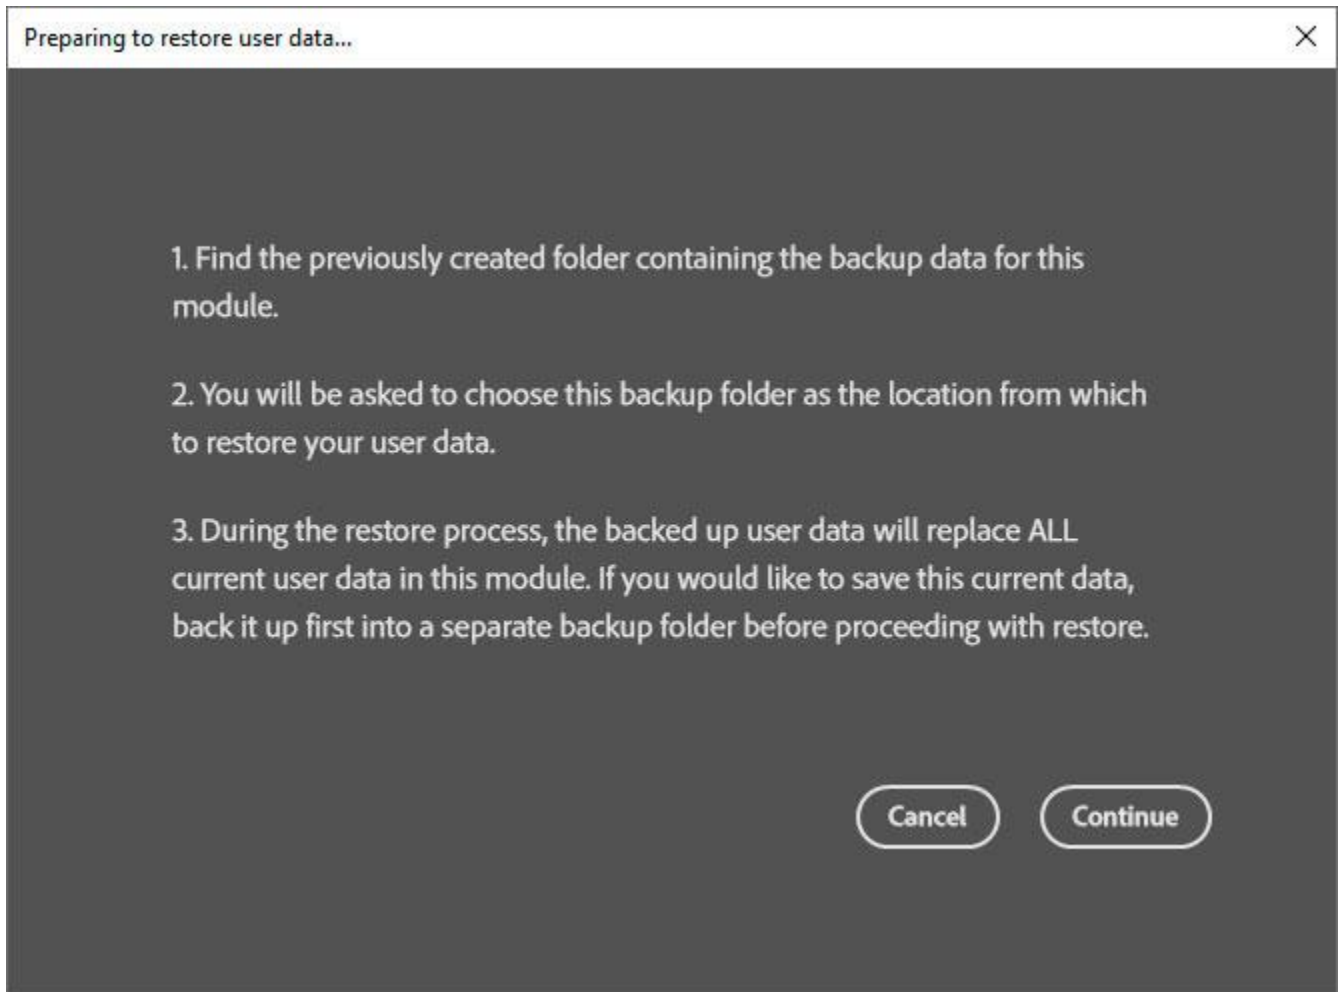 Preparing to restore user data...
1. Find the previously created folder containing the backup data for this
module.
2. You will be asked to choose this backup folder as the location from which
to restore your user data.
3. During the restore process, the backed up user data will replace ALL
current user data in this module. If you would like to save this current data,
back it up first into a separate backup folder before proceeding with restore.
Cancel Continue